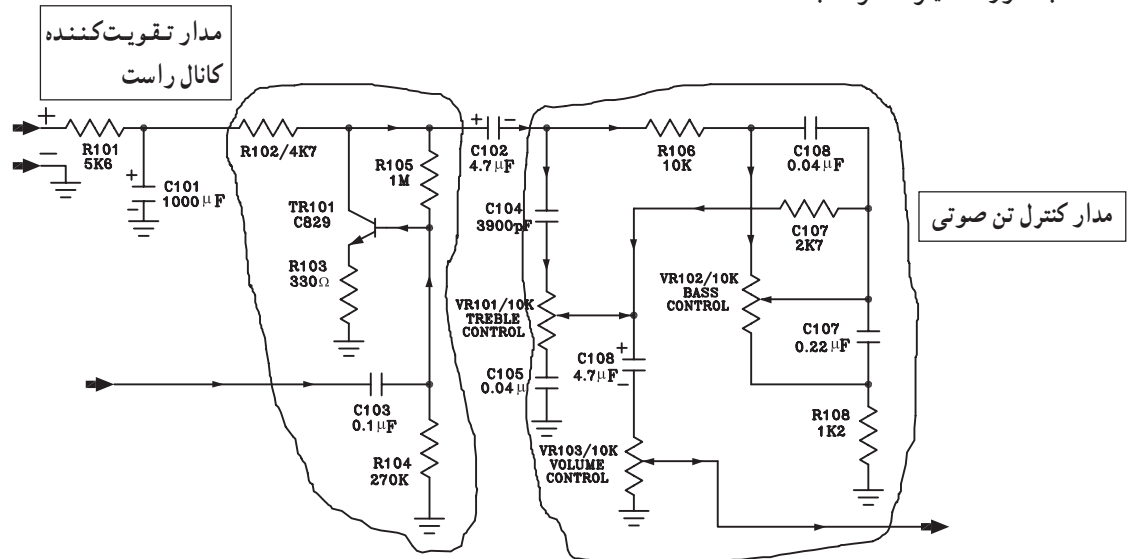 مدار تقویت‌کننده
کانال راست
+
R101
5K6
−
+
C101
1000 μF
−
R102/4K7
R105
1M
TR101
C829
R103
330Ω
C103
0.1μF
R104
270K
+ −
C102
4.7μF
C104
3900pF
VR101/10K
TREBLE
CONTROL
C105
0.04μ
R106
10K
C108
0.04μF
C107
2K7
VR102/10K
BASS
CONTROL
C107
0.22μF
+
C108
4.7μF
−
R108
1K2
VR103/10K
VOLUME
CONTROL
مدار کنترل تن صوتی